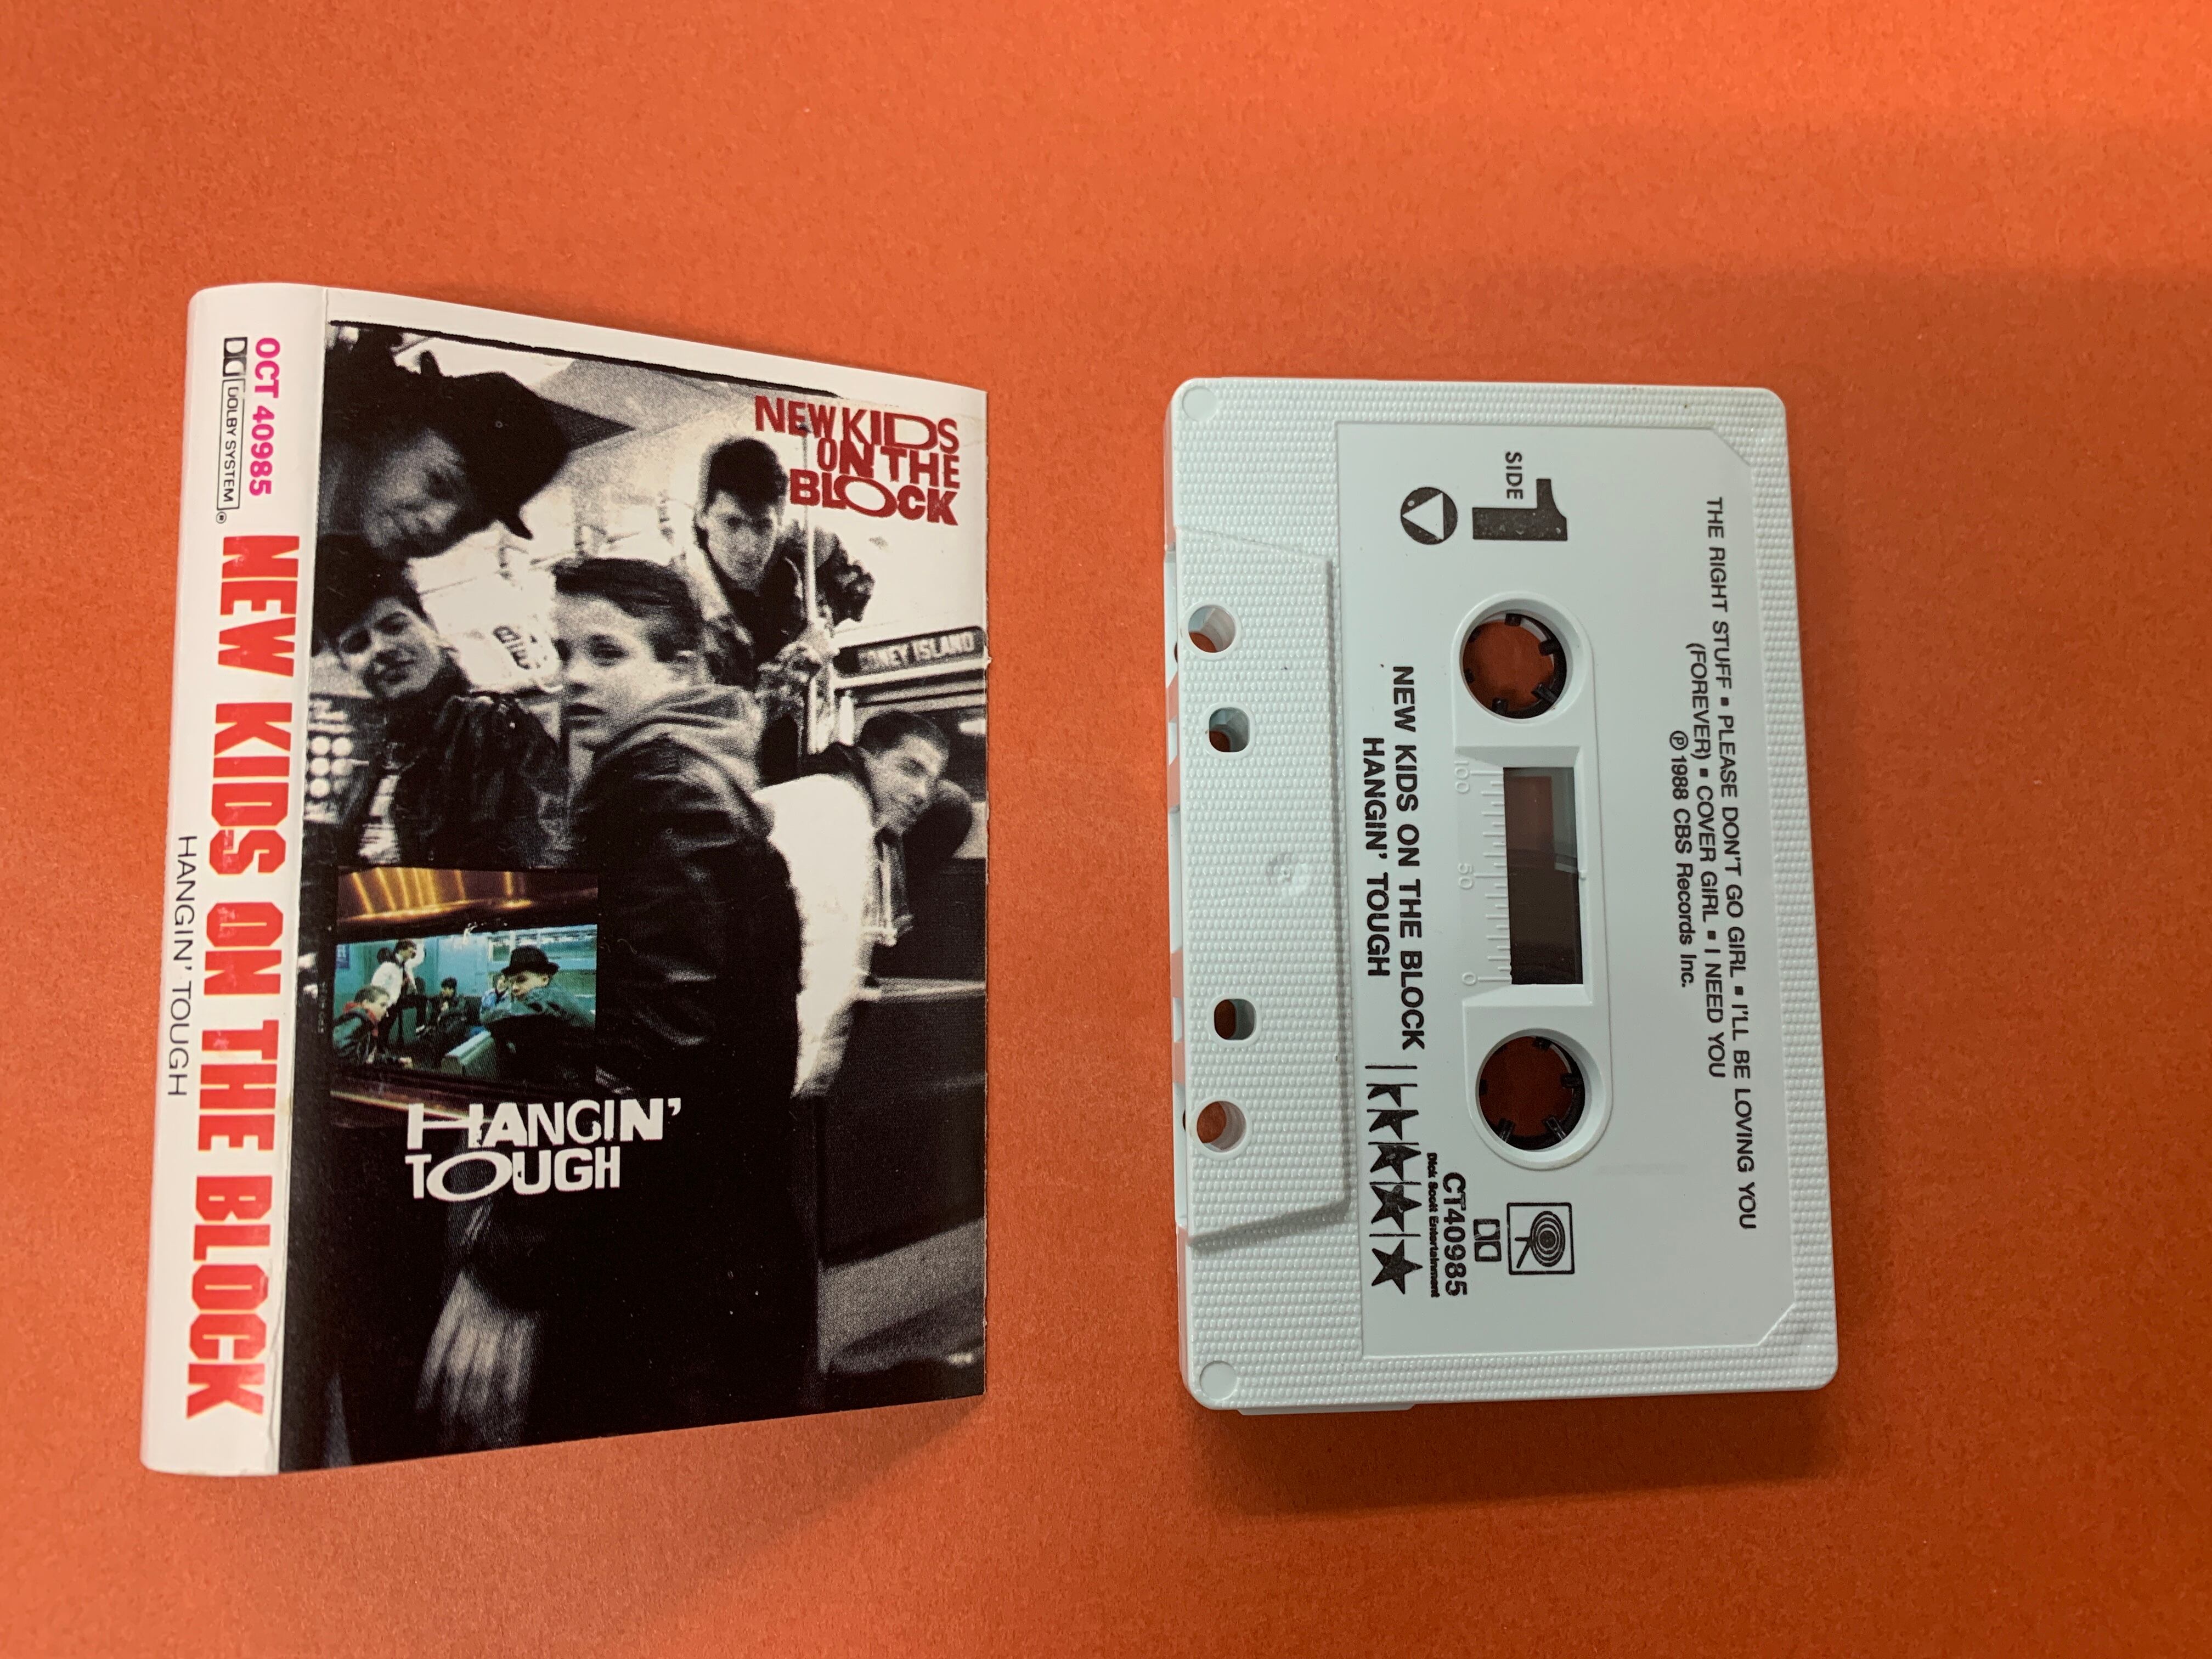 OCT 40985
DOLBY SYSTEM
®
NEW KIDS ON THE BLOCK
HANGIN' TOUGH
NEW KIDS
ON THE
BLOCK
CONEY ISLAND
HANGIN'
TOUGH
SIDE
1
THE RIGHT STUFF ▪ PLEASE DON'T GO GIRL ▪ I'LL BE LOVING YOU
(FOREVER) ▪ COVER GIRL ▪ I NEED YOU
℗ 1988 CBS Records Inc.
100
50
0
NEW KIDS ON THE BLOCK
HANGIN' TOUGH
CT40985
Dick Scott Entertainment